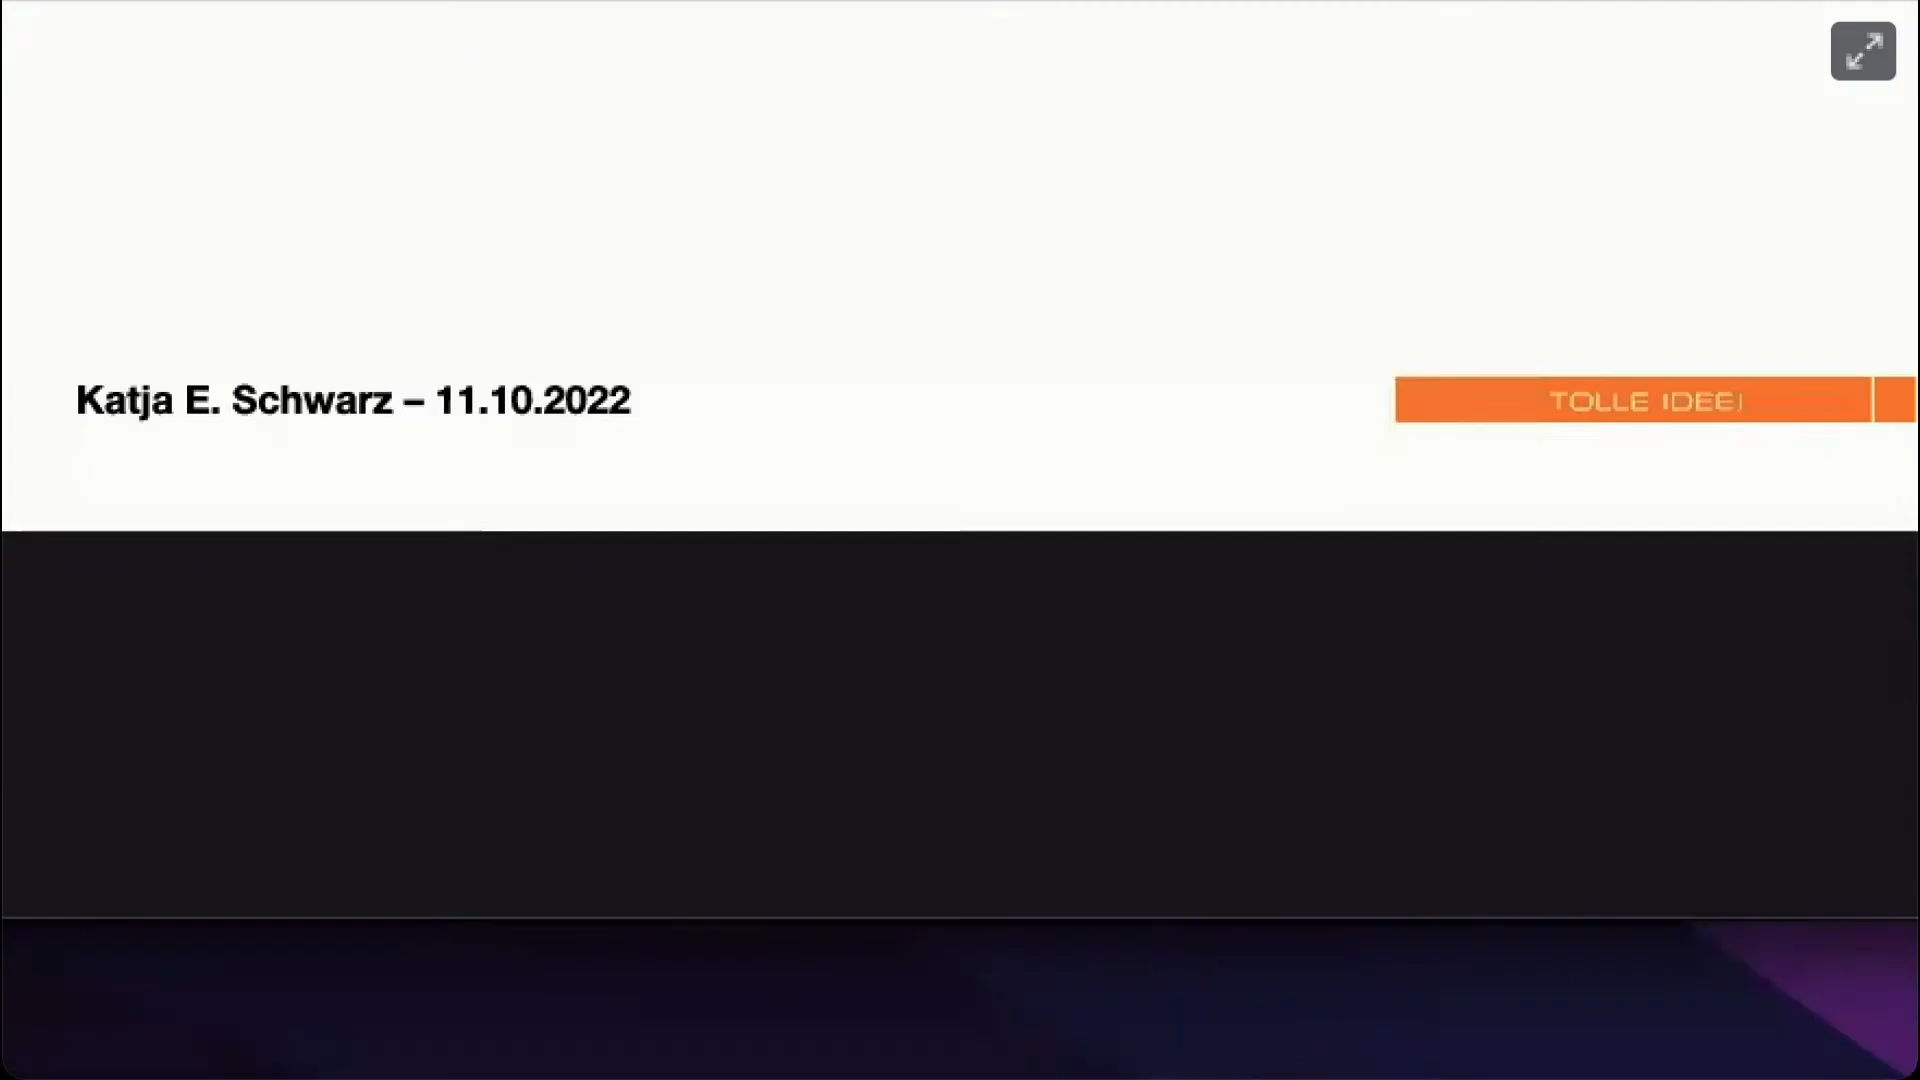 Katja E. Schwarz – 11.10.2022
TOLLE IDEE!